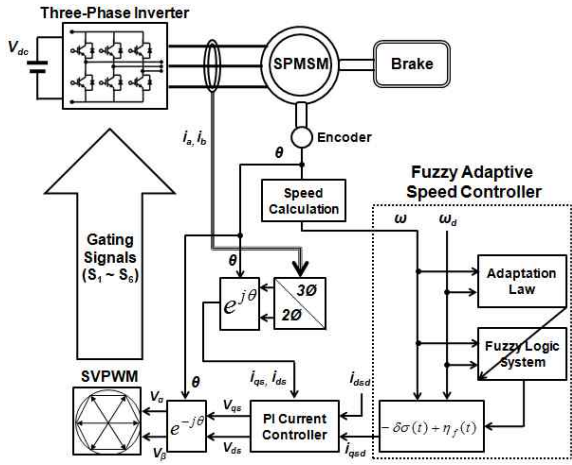 Three-Phase Inverter
V_dc
SPMSM
Brake
i_a, i_b
Encoder
θ
θ
Speed
Calculation
Fuzzy Adaptive
Speed Controller
ω
ω_d
Gating
Signals
(S_1 ~ S_6)
θ
e^{jθ}
3Ø
2Ø
Adaptation
Law
Fuzzy Logic
System
SVPWM
θ
i_qs, i_ds
i_dsd
V_α
V_β
e^{-jθ}
V_qs
V_ds
PI Current
Controller
i_qsd
-δσ(t)+η_f(t)